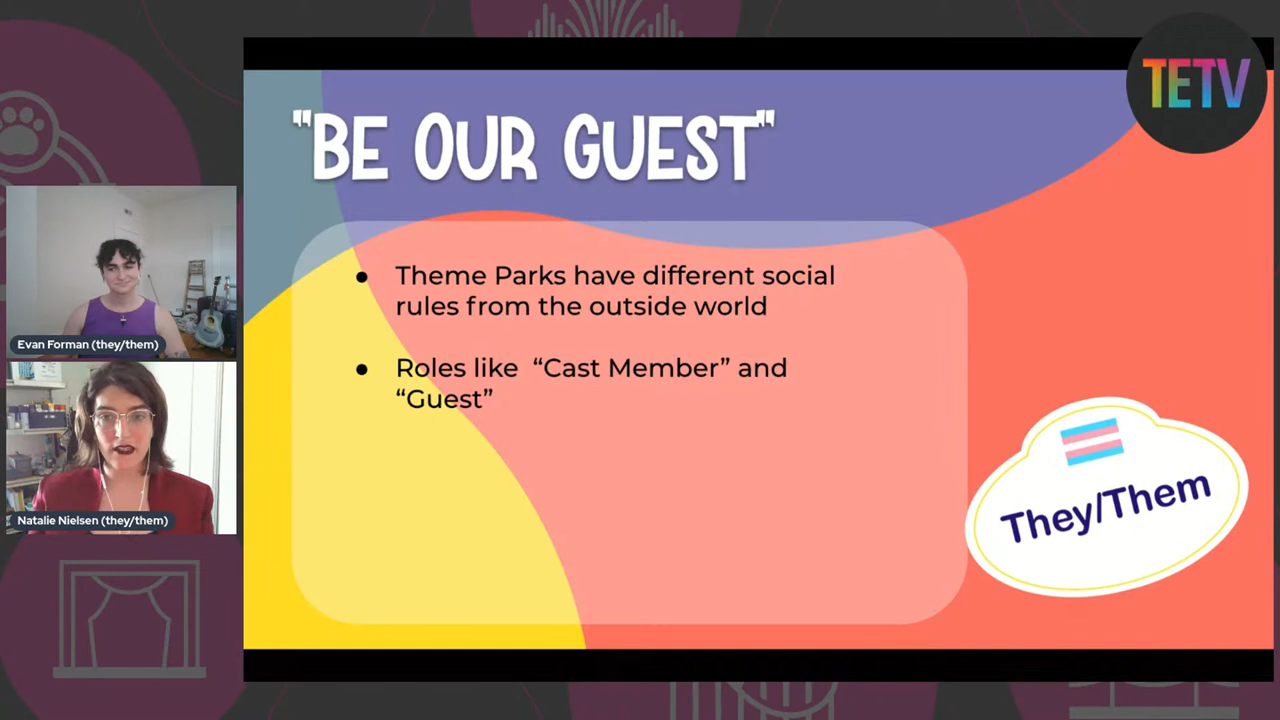 TETV
"BE OUR GUEST"
● Theme Parks have different social
rules from the outside world
● Roles like “Cast Member” and
“Guest”
They/Them
Evan Forman (they/them)
Natalie Nielsen (they/them)